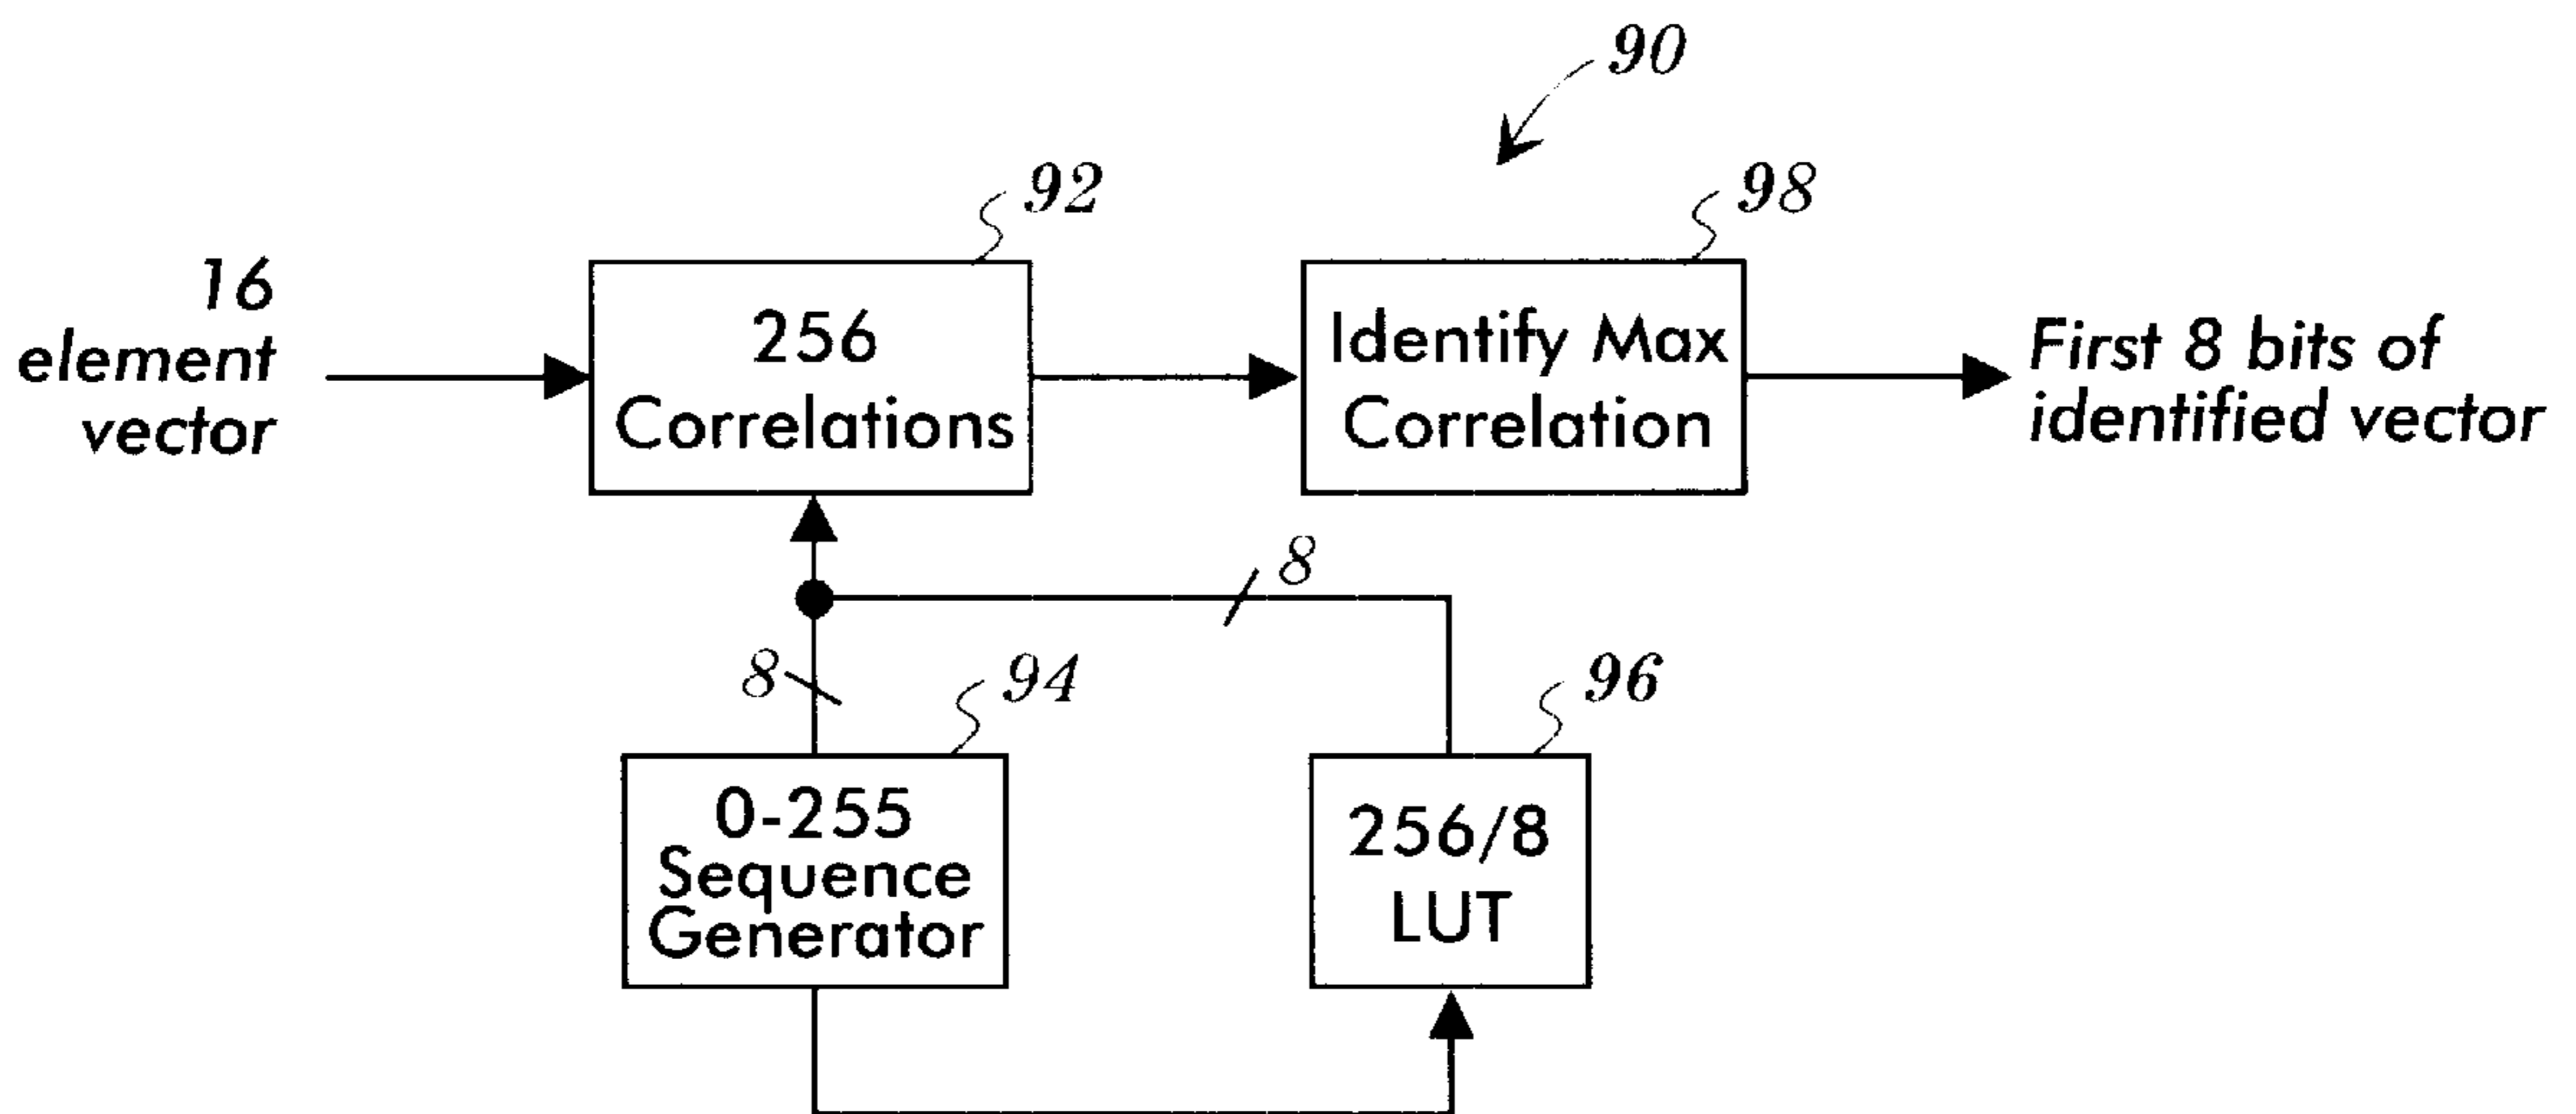 90
92
98
16
element
vector
256
Correlations
Identify Max
Correlation
First 8 bits of
identified vector
8
8
94
96
0-255
Sequence
Generator
256/8
LUT